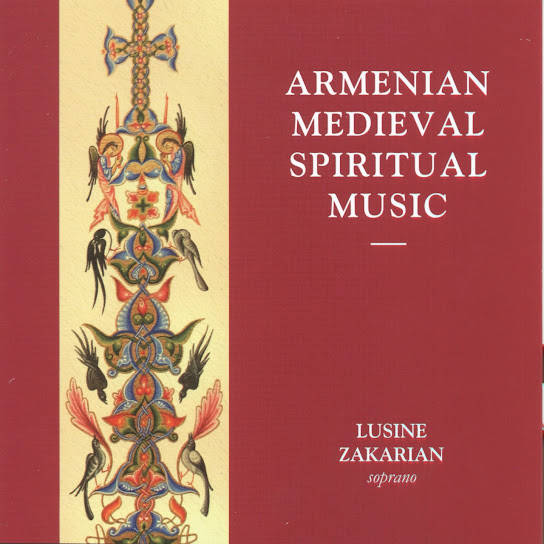 ARMENIAN
MEDIEVAL
SPIRITUAL
MUSIC
LUSINE
ZAKARIAN
soprano